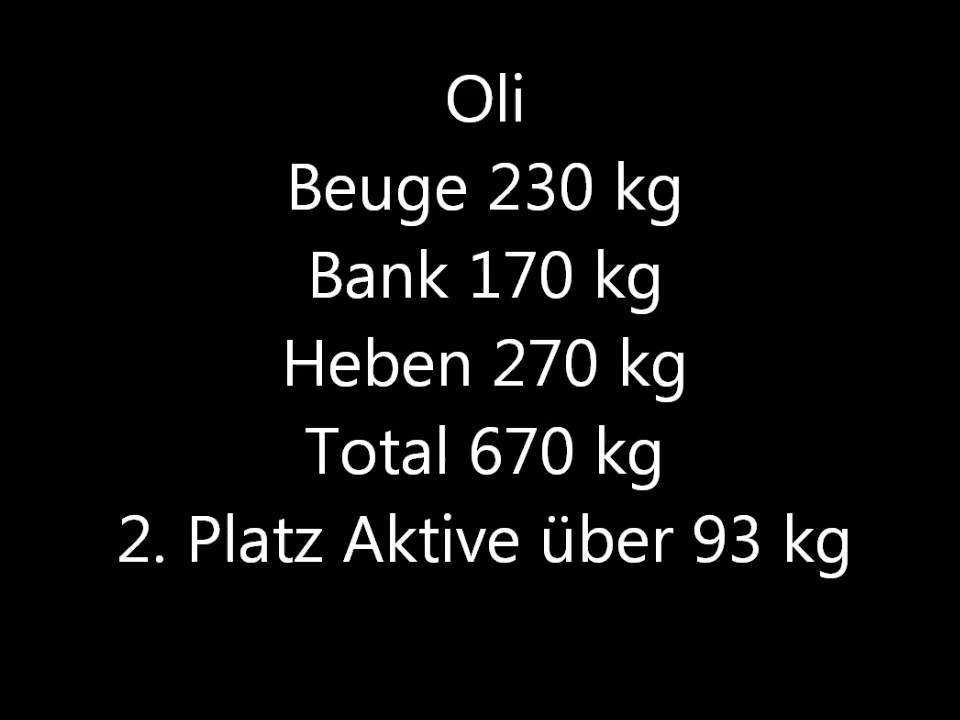 Oli
Beuge 230 kg
Bank 170 kg
Heben 270 kg
Total 670 kg
2. Platz Aktive über 93 kg